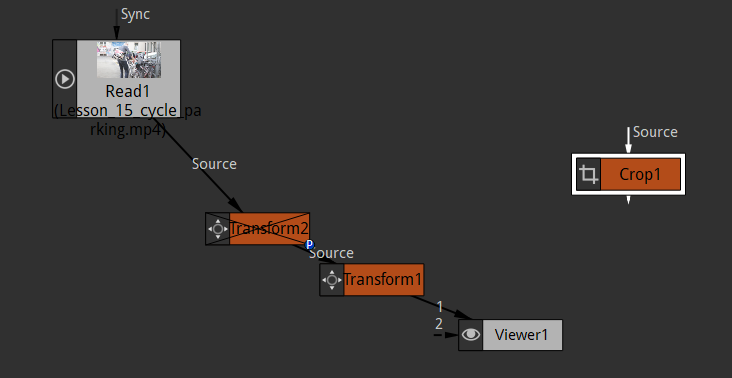 Sync
Read1
(Lesson_15_cycle_pa
rking.mp4)
Source
Source
Crop1
Transform2
P
Source
Transform1
1
2
Viewer1